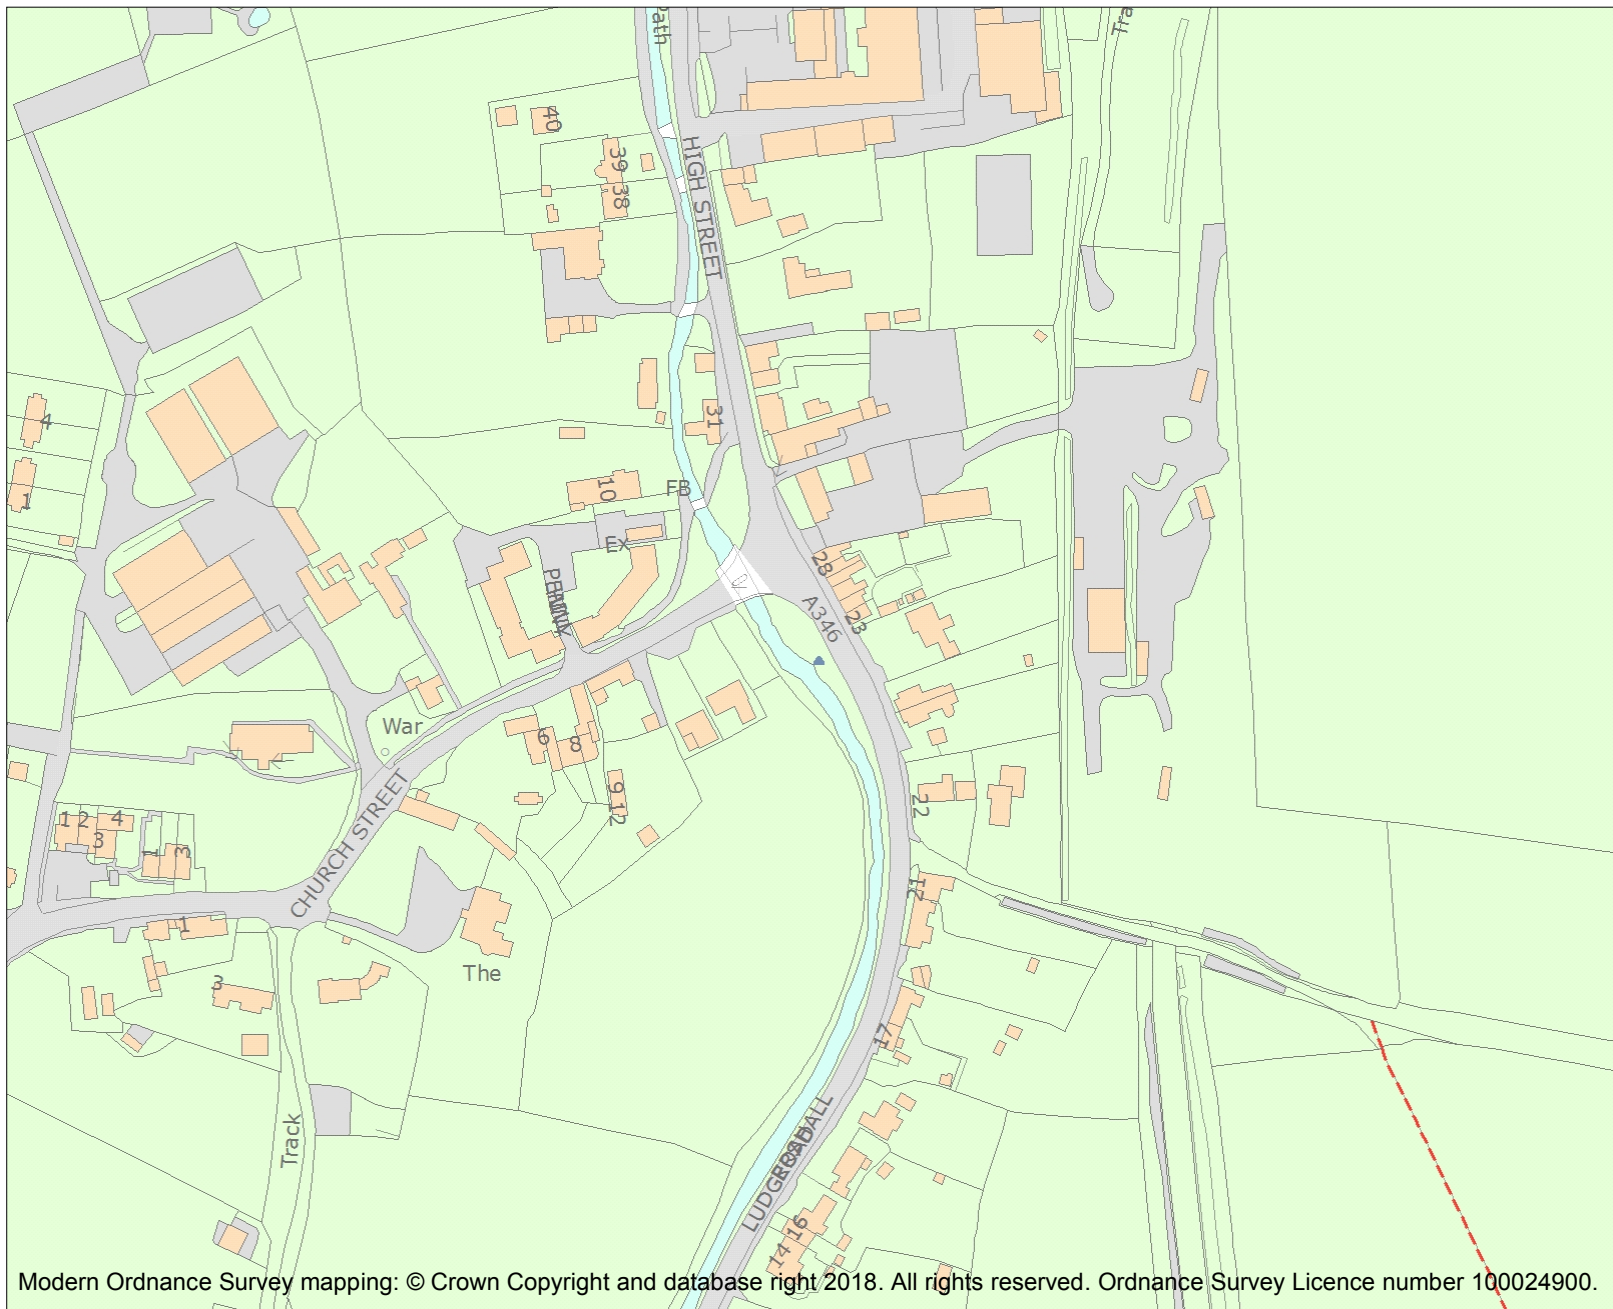 Path
Tra
40
HIGH STREET
39
38
4
31
1
10
FB
Ex
28
A346
23
War
6
8
9
12
22
1 2
4
3
1
3
CHURCH STREET
21
1
The
3
17
Track
LUDGERSHALL
ROAD
16
14
Modern Ordnance Survey mapping: © Crown Copyright and database right 2018. All rights reserved. Ordnance Survey Licence number 100024900.